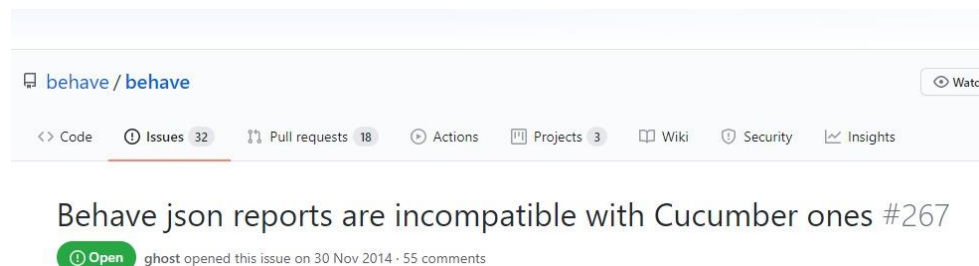 behave / behave
Watc
<> Code Issues 32 Pull requests 18 Actions Projects 3 Wiki Security Insights
Behave json reports are incompatible with Cucumber ones #267
Open ghost opened this issue on 30 Nov 2014 · 55 comments